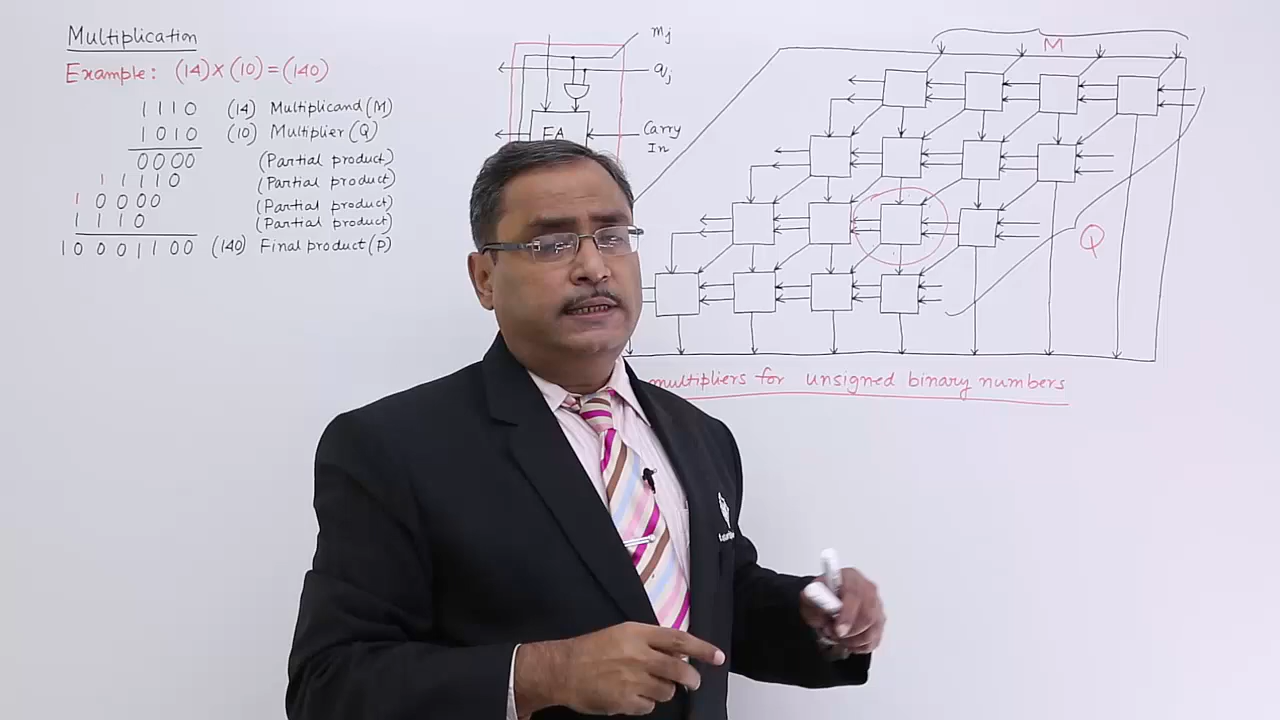 Multiplication
Example: (14) X (10) = (140)
1 1 1 0 (14) Multiplicand (M)
1 0 1 0 (10) Multiplier (Q)
0 0 0 0 (Partial product)
1 1 1 1 0 (Partial product)
1 0 0 0 0 (Partial product)
1 1 1 0 (Partial product)
1 0 0 0 1 1 0 0 (140) Final product (P)
mj
qj
FA
Carry
In
M
Q
multipliers for unsigned binary numbers